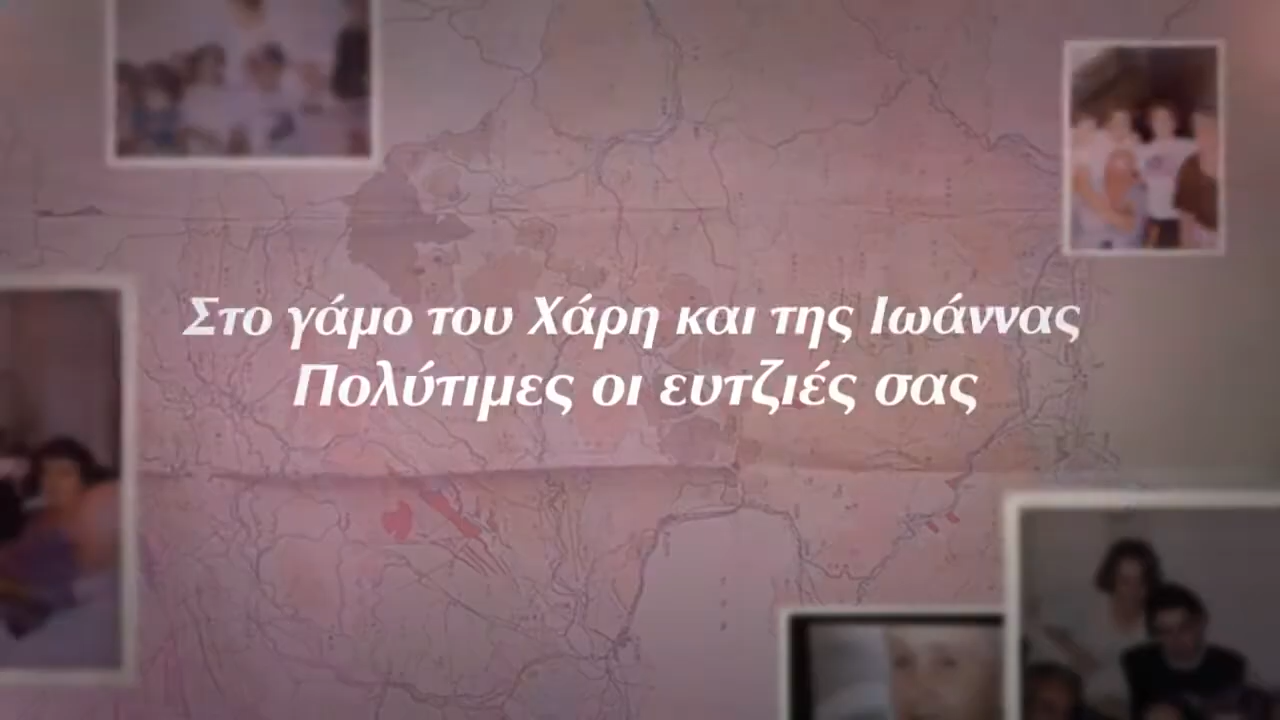 Στο γάμο του Χάρη και της Ιωάννας
Πολύτιμες οι ευτζιές σας